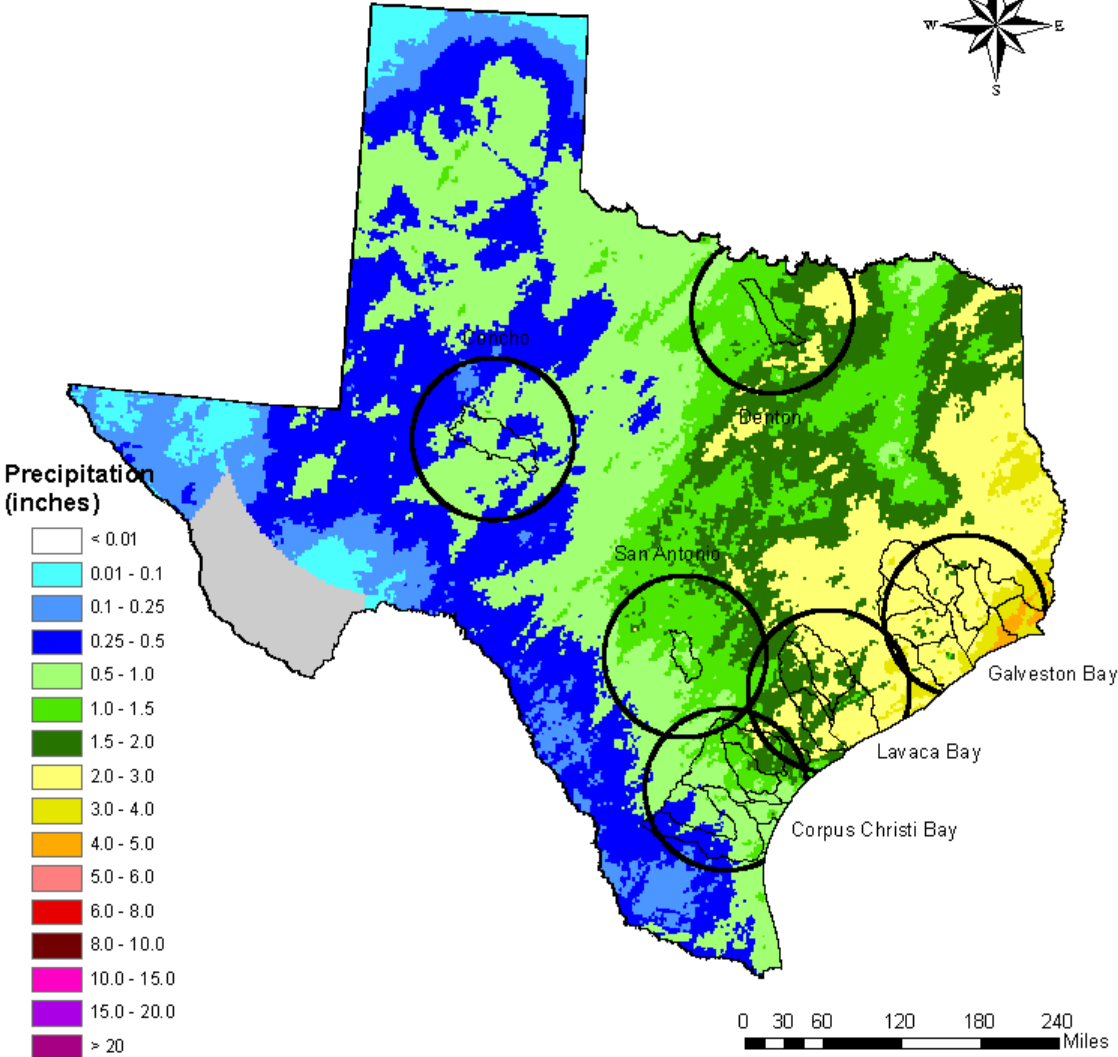 W E
S
Concho
Denton
Precipitation
(inches)
< 0.01
0.01 - 0.1
0.1 - 0.25
0.25 - 0.5
0.5 - 1.0
1.0 - 1.5
1.5 - 2.0
2.0 - 3.0
3.0 - 4.0
4.0 - 5.0
5.0 - 6.0
6.0 - 8.0
8.0 - 10.0
10.0 - 15.0
15.0 - 20.0
> 20
San Antonio
Galveston Bay
Lavaca Bay
Corpus Christi Bay
0 30 60 120 180 240
Miles